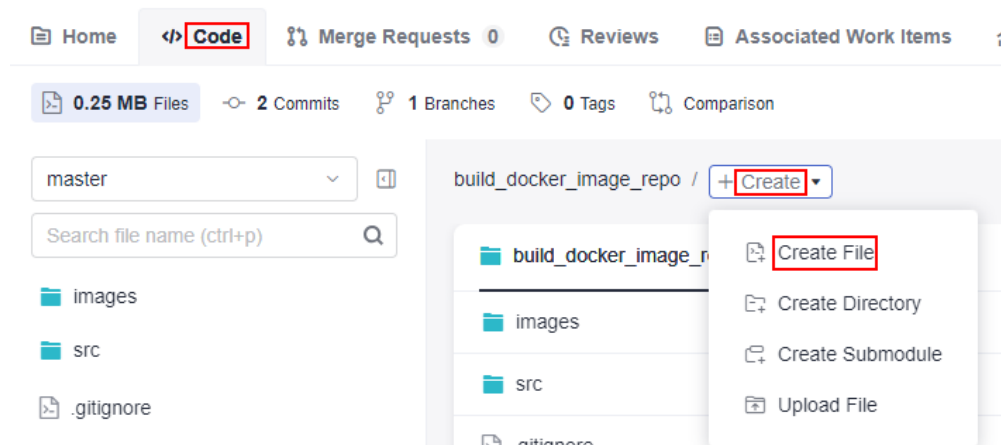 Home Code Merge Requests 0 Reviews Associated Work Items
0.25 MB Files 2 Commits 1 Branches 0 Tags Comparison
master
Search file name (ctrl+p)
images
src
.gitignore
build_docker_image_repo / + Create
build_docker_image_r
images
src
.gitignore
Create File
Create Directory
Create Submodule
Upload File